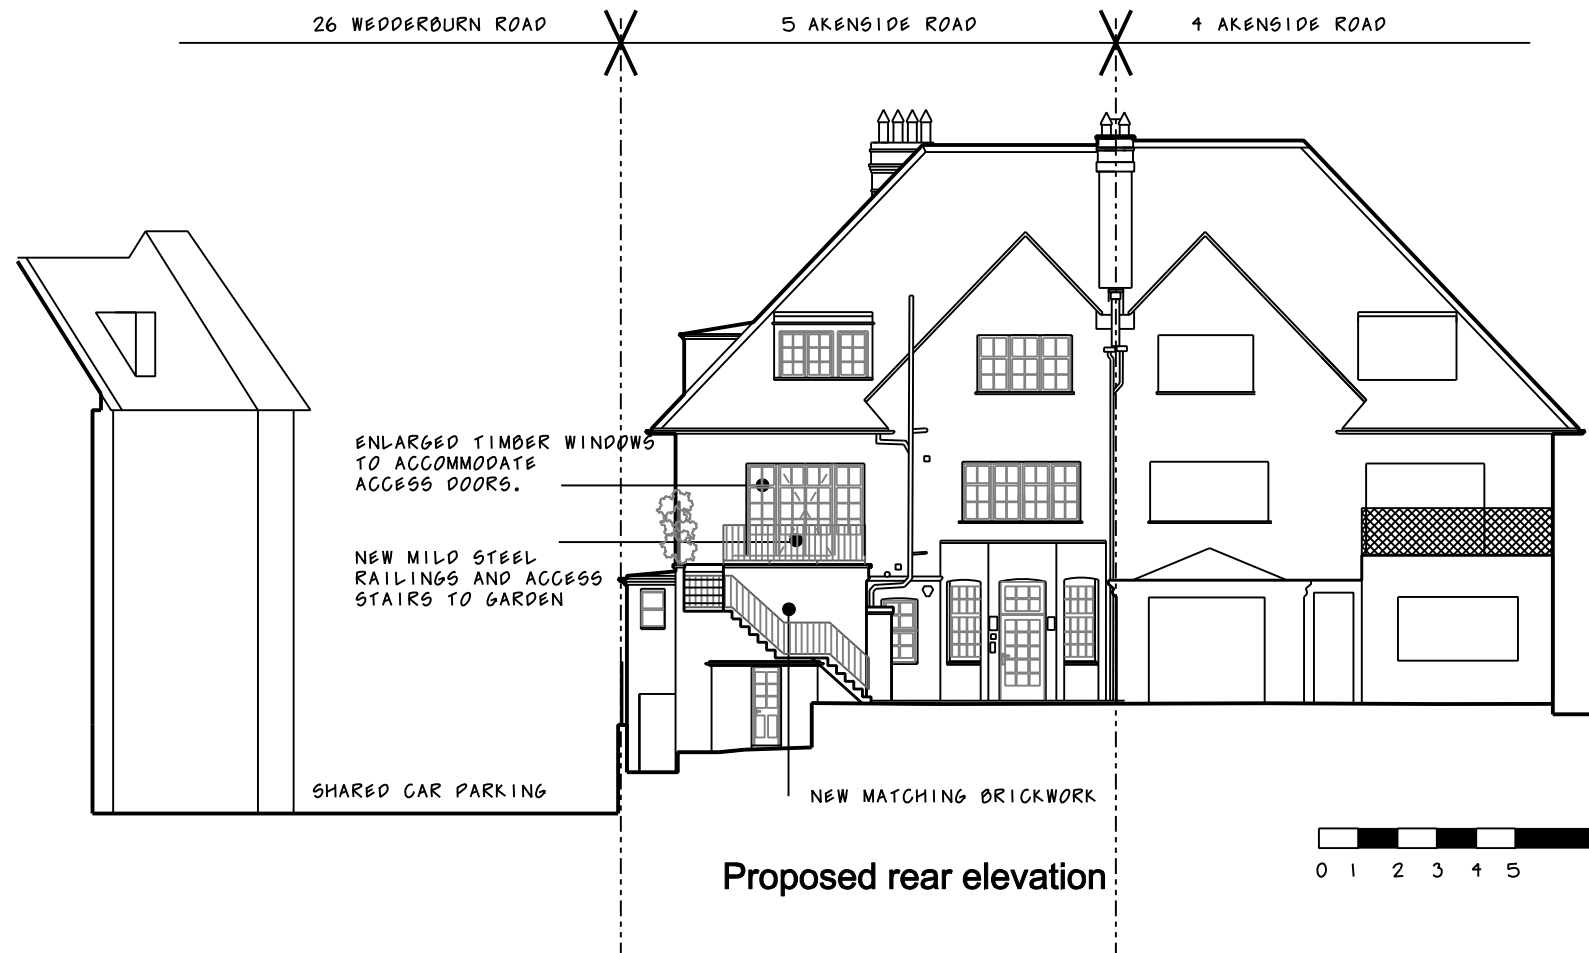 26 WEDDERBURN ROAD
5 AKENSIDE ROAD
4 AKENSIDE ROAD
ENLARGED TIMBER WINDOWS
TO ACCOMMODATE
ACCESS DOORS.
NEW MILD STEEL
RAILINGS AND ACCESS
STAIRS TO GARDEN
SHARED CAR PARKING
NEW MATCHING BRICKWORK
Proposed rear elevation
0 1 2 3 4 5